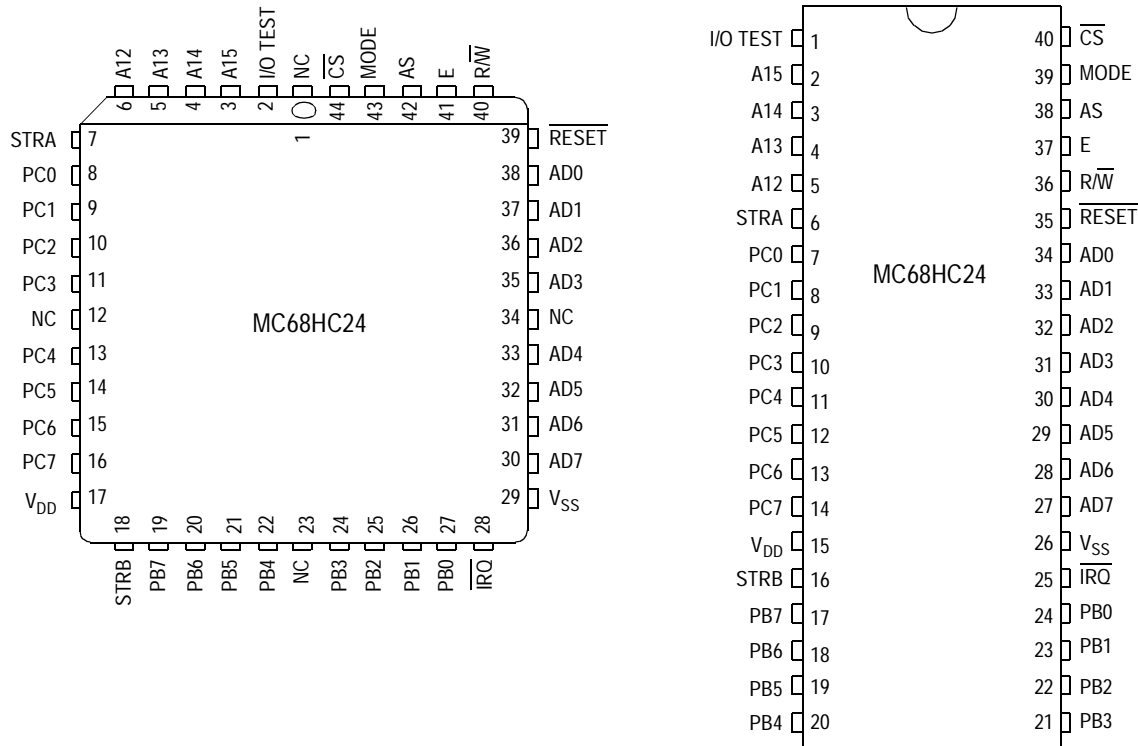 A12
A13
A14
A15
I/O TEST
NC
CS
MODE
AS
E
R/W
6
5
4
3
2
1
44
43
42
41
40
STRA 7
PC0 8
PC1 9
PC2 10
PC3 11
NC 12
PC4 13
PC5 14
PC6 15
PC7 16
VDD 17
MC68HC24
39 RESET
38 AD0
37 AD1
36 AD2
35 AD3
34 NC
33 AD4
32 AD5
31 AD6
30 AD7
29 VSS
18
19
20
21
22
23
24
25
26
27
28
STRB
PB7
PB6
PB5
PB4
NC
PB3
PB2
PB1
PB0
IRQ
I/O TEST 1
A15 2
A14 3
A13 4
A12 5
STRA 6
PC0 7
PC1 8
PC2 9
PC3 10
PC4 11
PC5 12
PC6 13
PC7 14
VDD 15
STRB 16
PB7 17
PB6 18
PB5 19
PB4 20
MC68HC24
40 CS
39 MODE
38 AS
37 E
36 R/W
35 RESET
34 AD0
33 AD1
32 AD2
31 AD3
30 AD4
29 AD5
28 AD6
27 AD7
26 VSS
25 IRQ
24 PB0
23 PB1
22 PB2
21 PB3